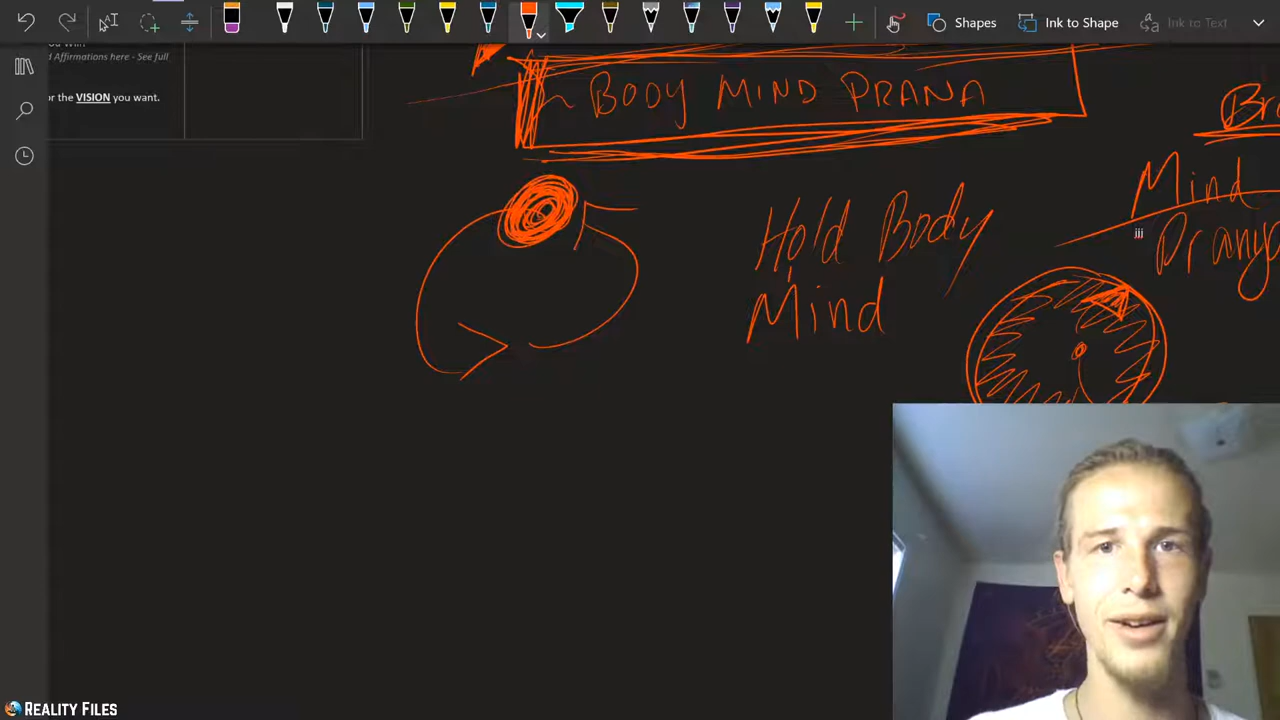 Shapes
Ink to Shape
Ink to Text
d Affirmations here - See full
or the VISION you want.
BODY MIND PRANA
Hold Body
Mind
Mind
REALITY FILES